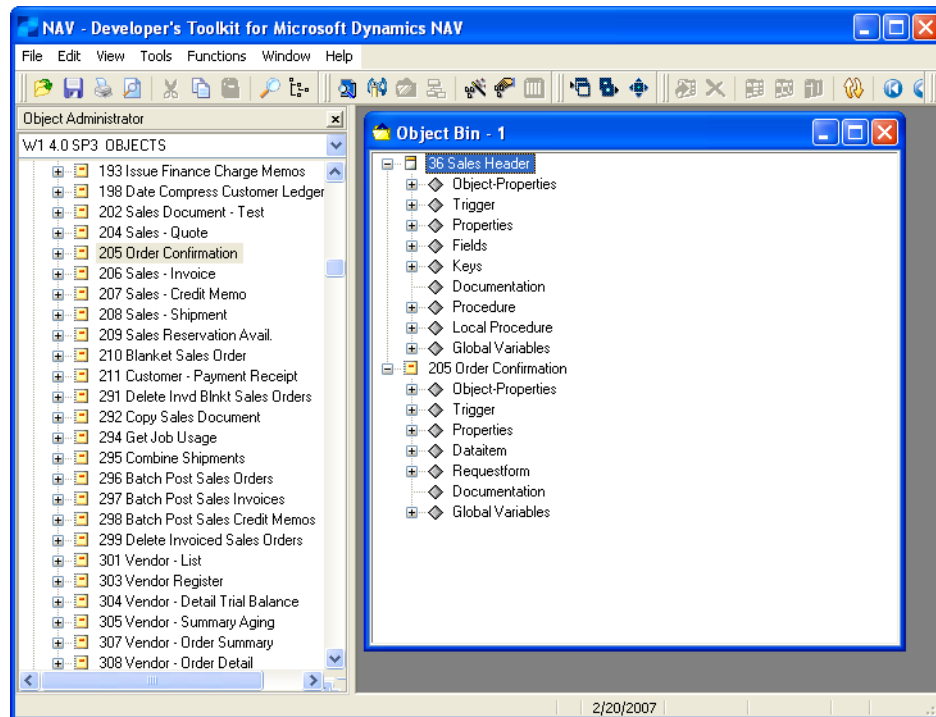 NAV - Developer's Toolkit for Microsoft Dynamics NAV
File Edit View Tools Functions Window Help
Object Administrator
W1 4.0 SP3 OBJECTS
193 Issue Finance Charge Memos
198 Date Compress Customer Ledger
202 Sales Document - Test
204 Sales - Quote
205 Order Confirmation
206 Sales - Invoice
207 Sales - Credit Memo
208 Sales - Shipment
209 Sales Reservation Avail.
210 Blanket Sales Order
211 Customer - Payment Receipt
291 Delete Invd Blnkt Sales Orders
292 Copy Sales Document
294 Get Job Usage
295 Combine Shipments
296 Batch Post Sales Orders
297 Batch Post Sales Invoices
298 Batch Post Sales Credit Memos
299 Delete Invoiced Sales Orders
301 Vendor - List
303 Vendor Register
304 Vendor - Detail Trial Balance
305 Vendor - Summary Aging
307 Vendor - Order Summary
308 Vendor - Order Detail
Object Bin - 1
36 Sales Header
Object-Properties
Trigger
Properties
Fields
Keys
Documentation
Procedure
Local Procedure
Global Variables
205 Order Confirmation
Object-Properties
Trigger
Properties
Dataitem
Requestform
Documentation
Global Variables
2/20/2007